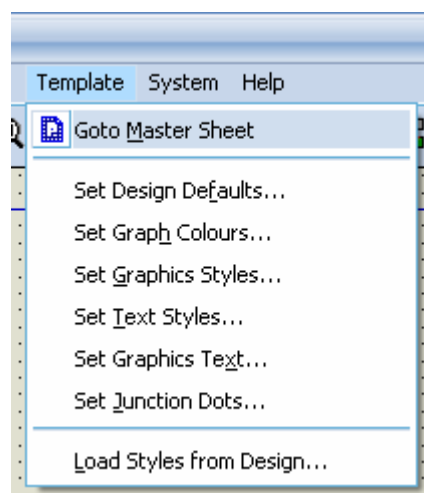 Template System Help
Goto Master Sheet
Set Design Defaults...
Set Graph Colours...
Set Graphics Styles...
Set Text Styles...
Set Graphics Text...
Set Junction Dots...
Load Styles from Design...